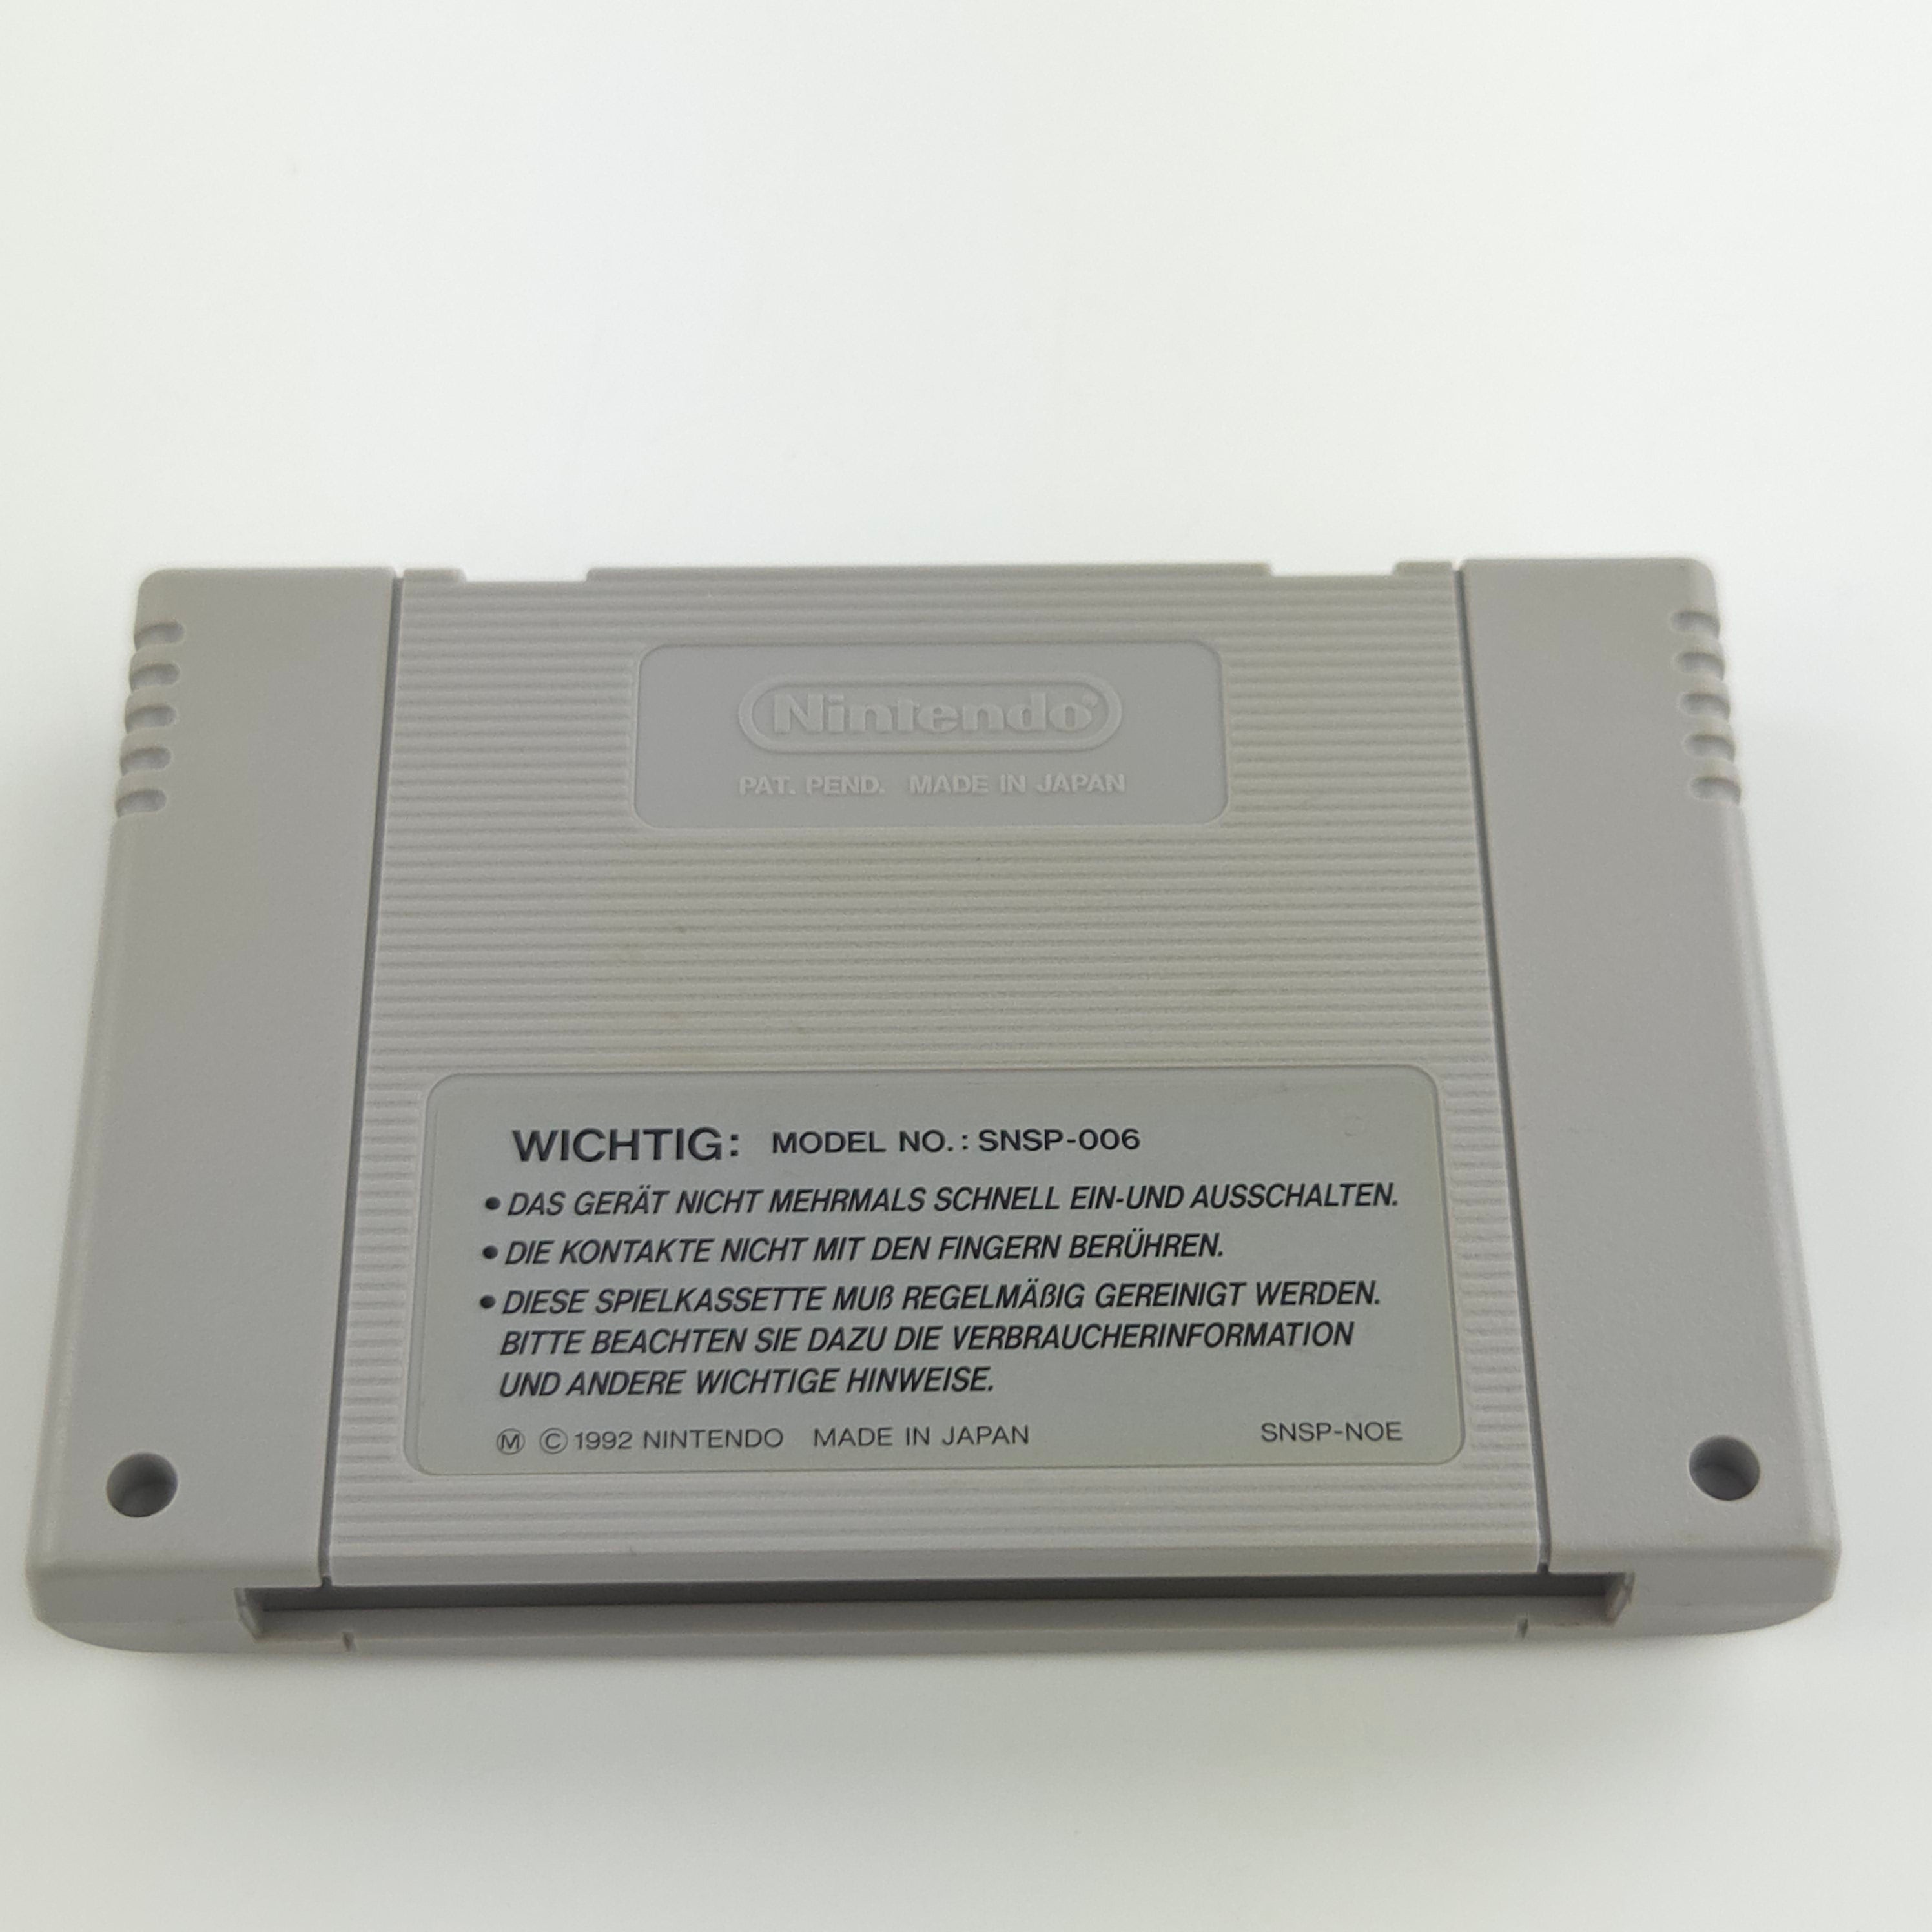 Nintendo®
PAT. PEND. MADE IN JAPAN
WICHTIG: MODEL NO.: SNSP-006
• DAS GERÄT NICHT MEHRMALS SCHNELL EIN-UND AUSSCHALTEN.
• DIE KONTAKTE NICHT MIT DEN FINGERN BERÜHREN.
• DIESE SPIELKASSETTE MUß REGELMÄßIG GEREINIGT WERDEN.
BITTE BEACHTEN SIE DAZU DIE VERBRAUCHERINFORMATION
UND ANDERE WICHTIGE HINWEISE.
Ⓜ © 1992 NINTENDO MADE IN JAPAN SNSP-NOE